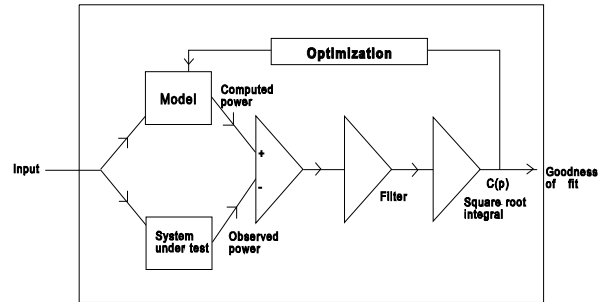 Optimization
Model
Computed
power
Input
+
-
Filter
C(p)
Square root
integral
Goodness
of fit
System
under test
Observed
power